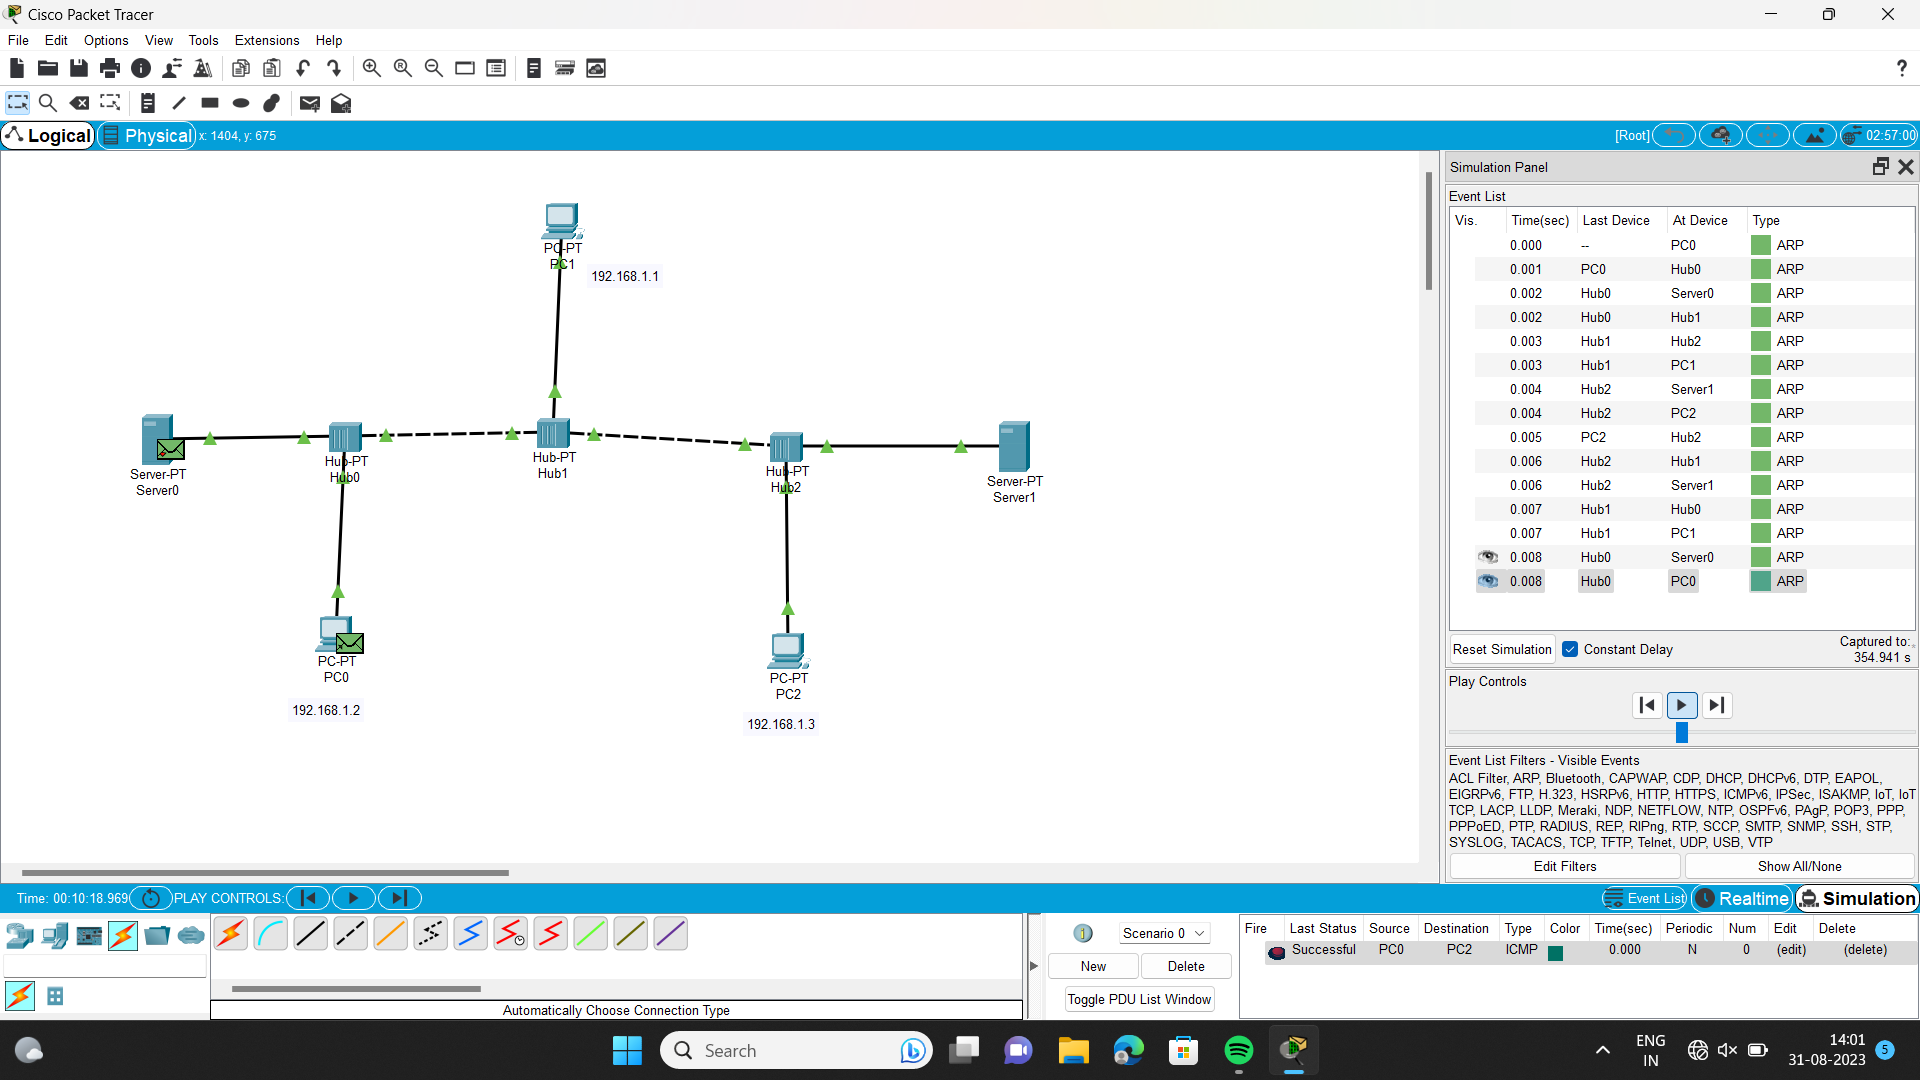 Cisco Packet Tracer
File Edit Options View Tools Extensions Help
Logical Physical x: 1404, y: 675
[Root] 02:57:00
PC-PT
PC1
192.168.1.1
Server-PT
Server0
Hub-PT
Hub0
Hub-PT
Hub1
Hub-PT
Hub2
Server-PT
Server1
PC-PT
PC0
192.168.1.2
PC-PT
PC2
192.168.1.3
Simulation Panel
Event List
Vis. Time(sec) Last Device At Device Type
0.000 -- PC0 ARP
0.001 PC0 Hub0 ARP
0.002 Hub0 Server0 ARP
0.002 Hub0 Hub1 ARP
0.003 Hub1 Hub2 ARP
0.003 Hub1 PC1 ARP
0.004 Hub2 Server1 ARP
0.004 Hub2 PC2 ARP
0.005 PC2 Hub2 ARP
0.006 Hub2 Hub1 ARP
0.006 Hub2 Server1 ARP
0.007 Hub1 Hub0 ARP
0.007 Hub1 PC1 ARP
0.008 Hub0 Server0 ARP
0.008 Hub0 PC0 ARP
Reset Simulation Constant Delay Captured to:
354.941 s
Play Controls
Event List Filters - Visible Events
ACL Filter, ARP, Bluetooth, CAPWAP, CDP, DHCP, DHCPv6, DTP, EAPOL,
EIGRPv6, FTP, H.323, HSRPv6, HTTP, HTTPS, ICMPv6, IPSec, ISAKMP, IoT, IoT
TCP, LACP, LLDP, Meraki, NDP, NETFLOW, NTP, OSPFv6, PAgP, POP3, PPP,
PPPoED, PTP, RADIUS, REP, RIPng, RTP, SCCP, SMTP, SNMP, SSH, STP,
SYSLOG, TACACS, TCP, TFTP, Telnet, UDP, USB, VTP
Edit Filters Show All/None
Time: 00:10:18.969 PLAY CONTROLS:
Event List Realtime Simulation
Automatically Choose Connection Type
Scenario 0
New Delete
Toggle PDU List Window
Fire Last Status Source Destination Type Color Time(sec) Periodic Num Edit Delete
Successful PC0 PC2 ICMP 0.000 N 0 (edit) (delete)
Search
ENG
IN
14:01
31-08-2023
5